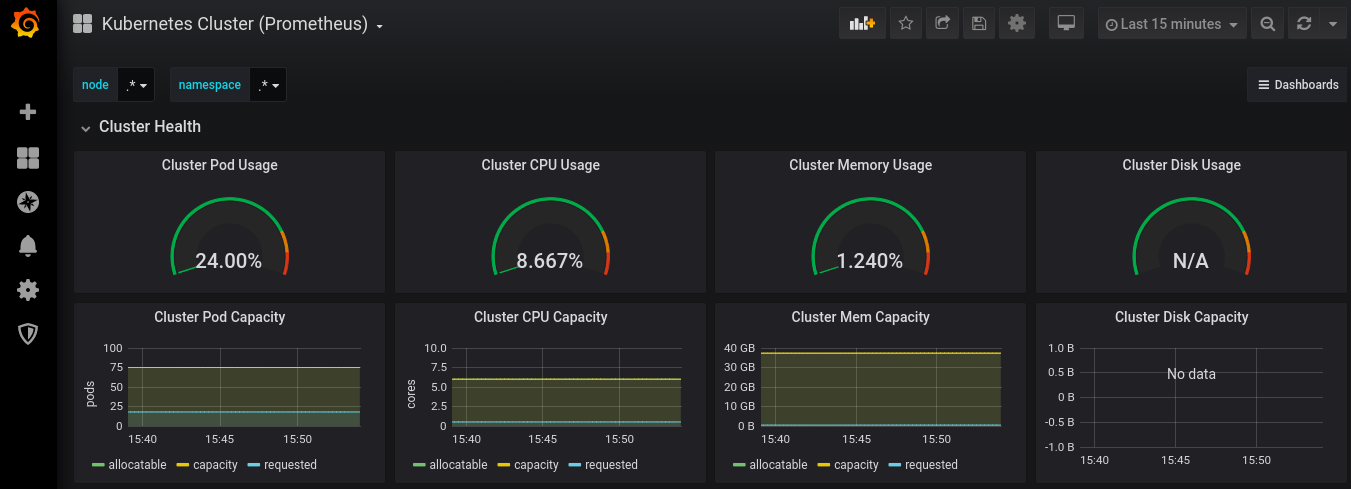 Kubernetes Cluster (Prometheus)
Last 15 minutes
node .* namespace .* Dashboards
Cluster Health
Cluster Pod Usage
24.00%
Cluster CPU Usage
8.667%
Cluster Memory Usage
1.240%
Cluster Disk Usage
N/A
Cluster Pod Capacity
pods
100
75
50
25
0
15:40 15:45 15:50
allocatable capacity requested
Cluster CPU Capacity
cores
10.0
7.5
5.0
2.5
0
15:40 15:45 15:50
allocatable capacity requested
Cluster Mem Capacity
40 GB
30 GB
20 GB
10 GB
0 B
15:40 15:45 15:50
allocatable capacity requested
Cluster Disk Capacity
1.0 B
0.5 B
0 B
-0.5 B
-1.0 B
No data
15:40 15:45 15:50